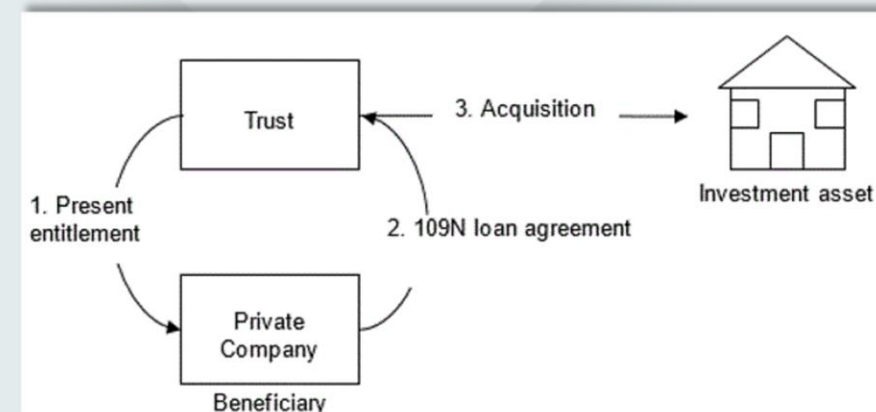 Trust
3. Acquisition
Investment asset
1. Present
entitlement
2. 109N loan agreement
Private
Company
Beneficiary